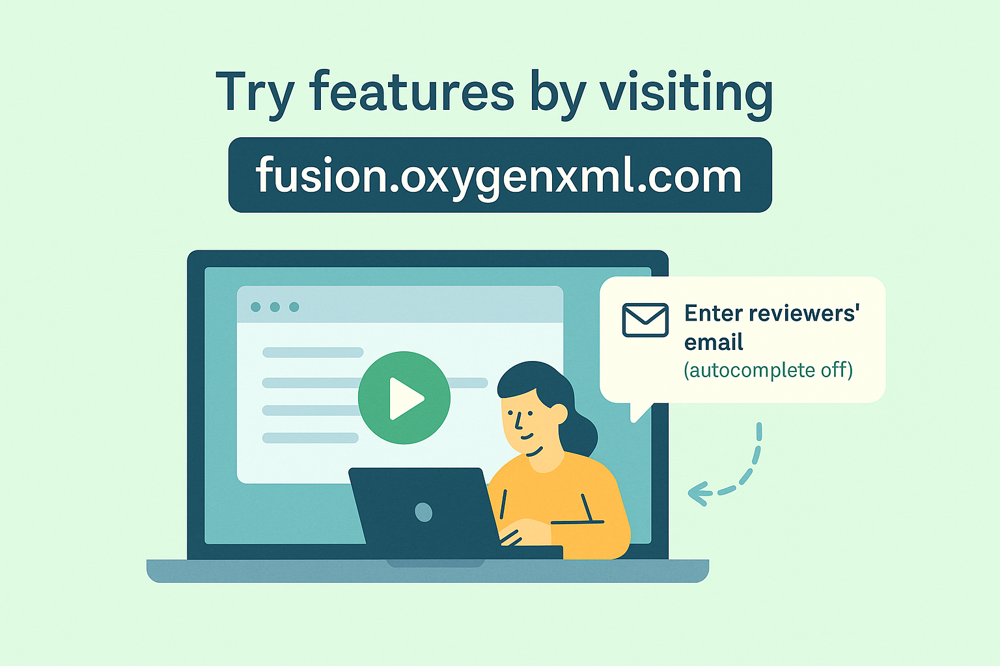 Try features by visiting
fusion.oxygenxml.com
Enter reviewers'
email
(autocomplete off)